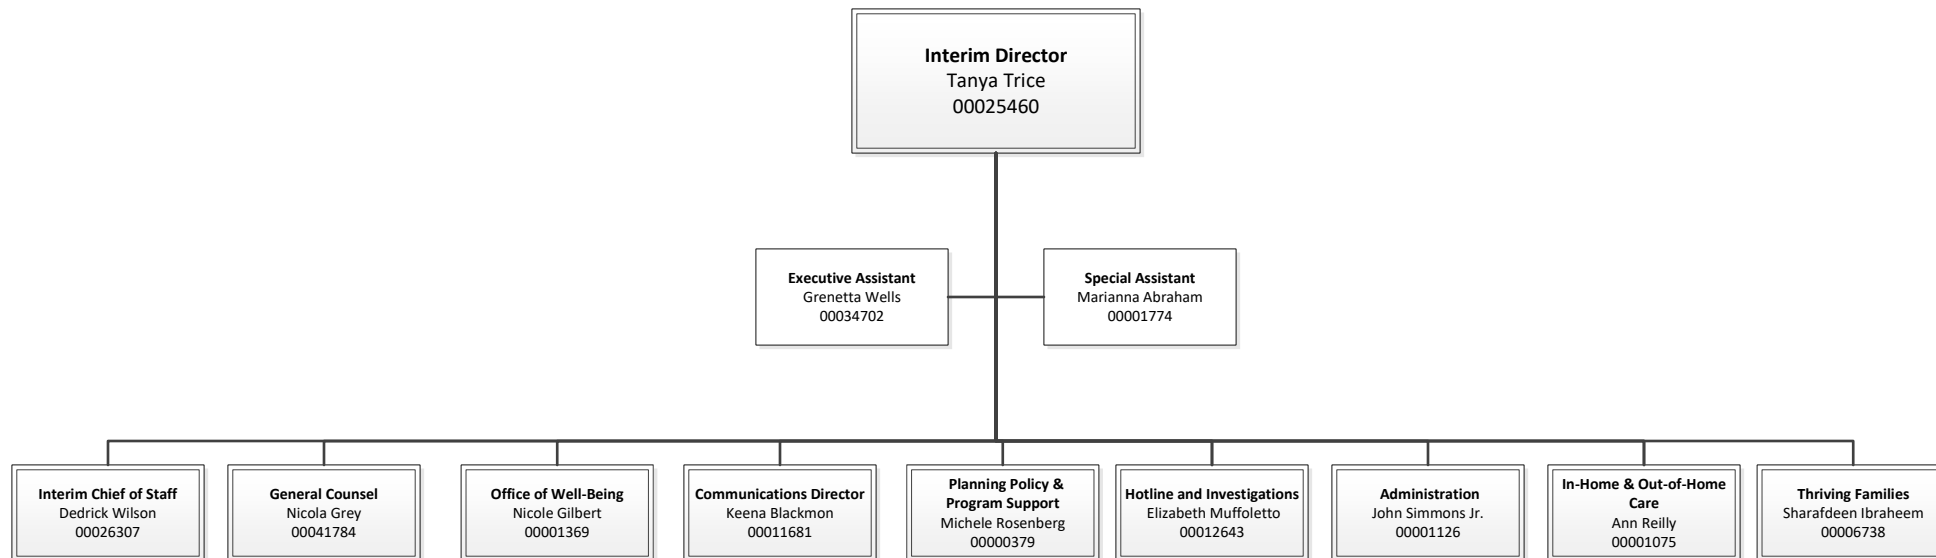 Interim Director
Tanya Trice
00025460
Executive Assistant
Grenetta Wells
00034702
Special Assistant
Marianna Abraham
00001774
Interim Chief of Staff
Dedrick Wilson
00026307
General Counsel
Nicola Grey
00041784
Office of Well-Being
Nicole Gilbert
00001369
Communications Director
Keena Blackmon
00011681
Planning Policy &
Program Support
Michele Rosenberg
00000379
Hotline and Investigations
Elizabeth Muffoletto
00012643
Administration
John Simmons Jr.
00001126
In-Home & Out-of-Home
Care
Ann Reilly
00001075
Thriving Families
Sharafdeen Ibraheem
00006738